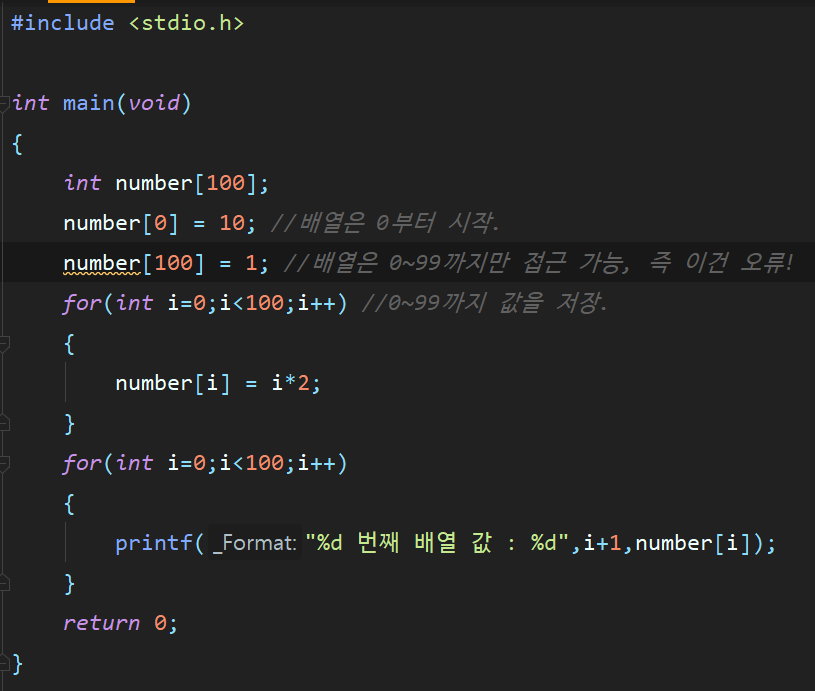 #include <stdio.h>
int main(void)
{
int number[100];
number[0] = 10; //배열은 0부터 시작.
number[100] = 1; //배열은 0~99까지만 접근 가능, 즉 이건 오류!
for(int i=0;i<100;i++) //0~99까지 값을 저장.
{
number[i] = i*2;
}
for(int i=0;i<100;i++)
{
printf( _Format: "%d 번째 배열 값 : %d",i+1,number[i]);
}
return 0;
}